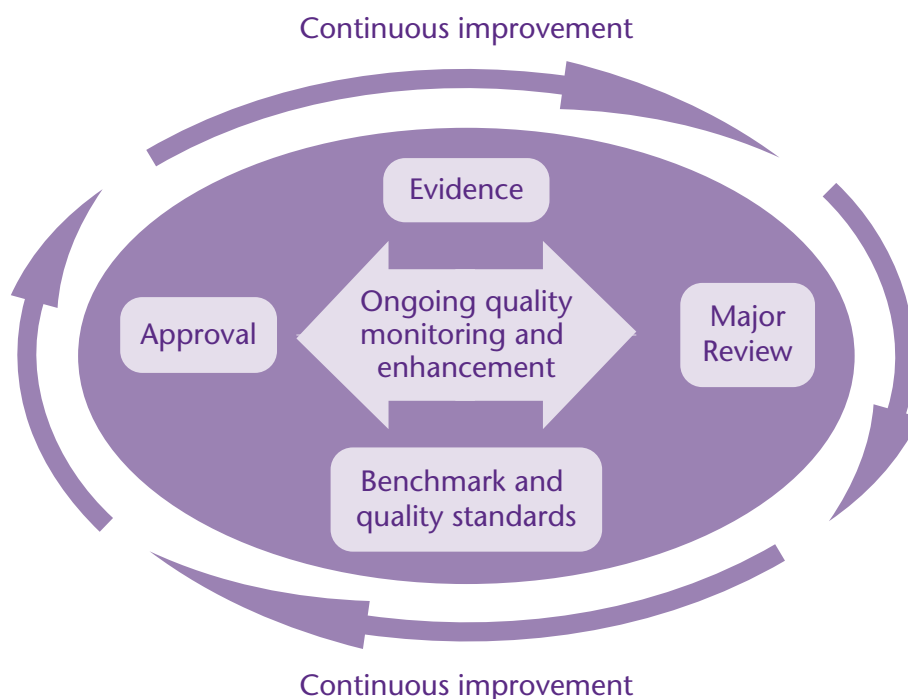 Continuous improvement
Evidence
Approval
Ongoing quality
monitoring and
enhancement
Major
Review
Benchmark and
quality standards
Continuous improvement